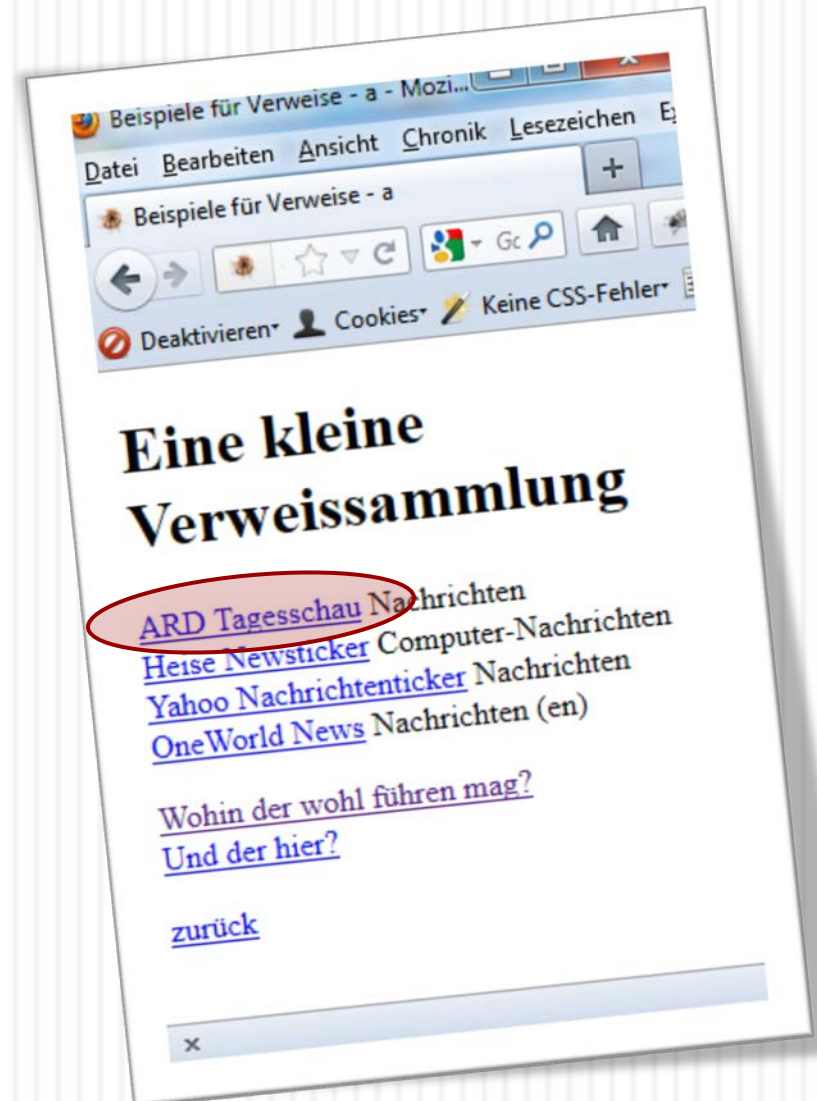 Beispiele für Verweise - a - Mozi...
Datei Bearbeiten Ansicht Chronik Lesezeichen
Beispiele für Verweise - a
Deaktivieren Cookies Keine CSS-Fehler
Eine kleine
Verweissammlung
ARD Tagesschau Nachrichten
Heise Newsticker Computer-Nachrichten
Yahoo Nachrichtenticker Nachrichten
OneWorld News Nachrichten (en)
Wohin der wohl führen mag?
Und der hier?
zurück